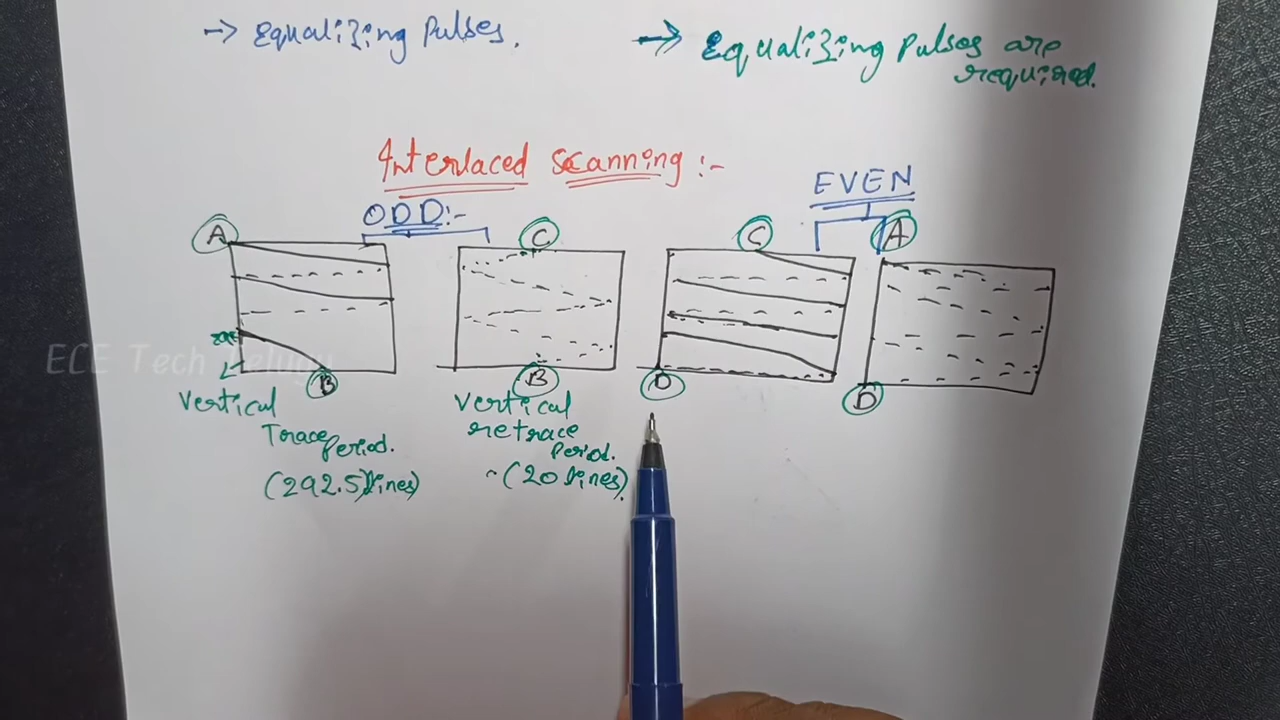 -> Equalizing Pulses.
-> Equalizing Pulses are
required.
Interlaced Scanning :-
ODD:-
EVEN
A
C
C
A
ECE Tech Telugu
B
B
D
D
Vertical
Trace Period.
(292.5) lines)
Vertical
retrace
Period.
(20 lines).